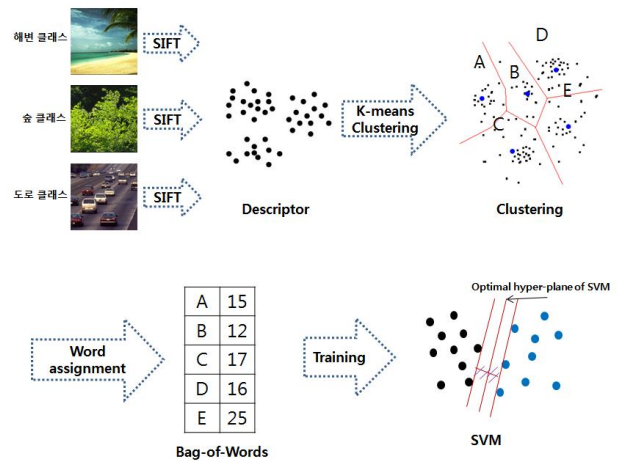 해변 클래스
SIFT
숲 클래스
SIFT
도로 클래스
SIFT
Descriptor
K-means
Clustering
A
B
C
D
E
Clustering
Word
assignment
A 15
B 12
C 17
D 16
E 25
Bag-of-Words
Training
Optimal hyper-plane of SVM
SVM